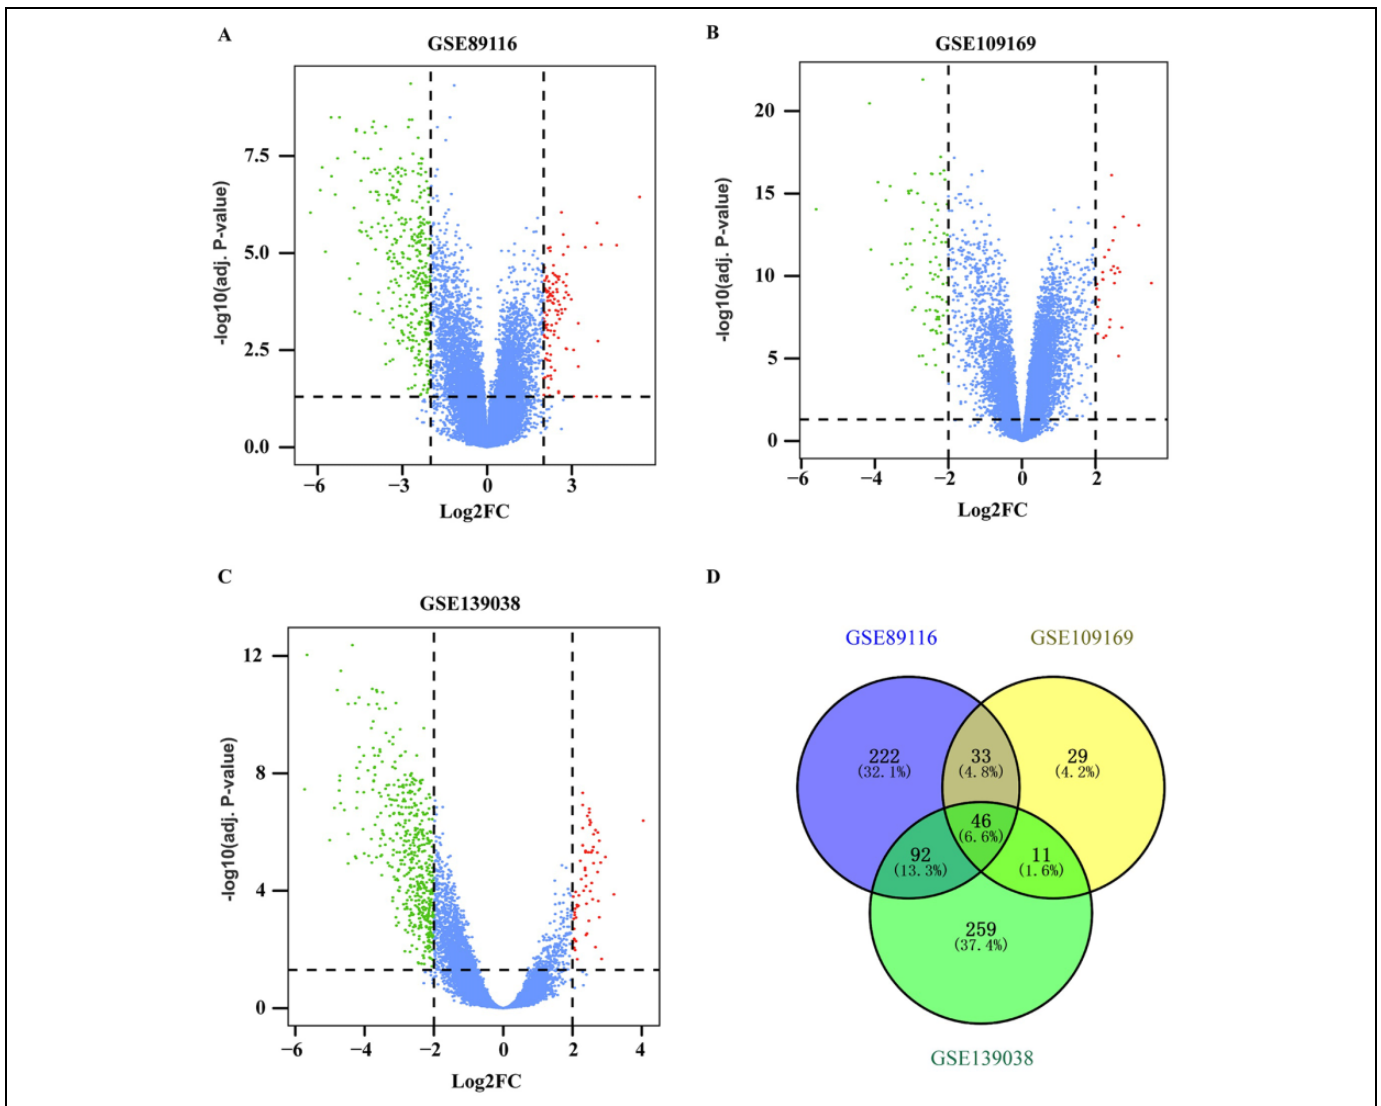 A
GSE89116
-log10(adj. P-value)
7.5
5.0
2.5
0.0
−6 −3 0 3
Log2FC
B
GSE109169
-log10(adj. P-value)
20
15
10
5
0
−6 −4 −2 0 2
Log2FC
C
GSE139038
-log10(adj. P-value)
12
8
4
0
−6 −4 −2 0 2 4
Log2FC
D
GSE89116 GSE109169
222 33 29
(32.1%) (4.8%) (4.2%)
46
(6.6%)
92 11
(13.3%) (1.6%)
259
(37.4%)
GSE139038